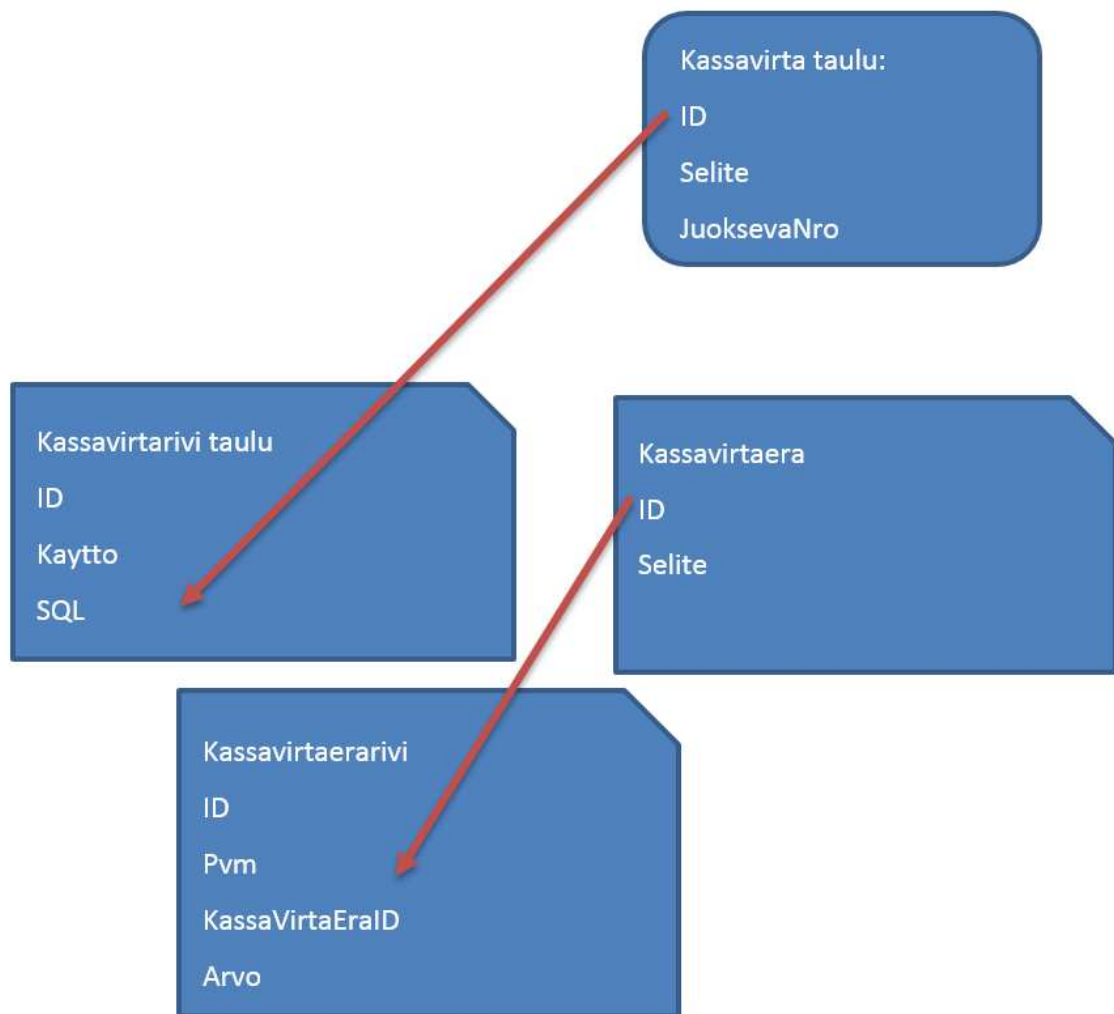 Kassavirta taulu:
ID
Selite
JuoksevaNro
Kassavirtarivi taulu
ID
Kaytto
SQL
Kassavirtaera
ID
Selite
Kassavirtaerarivi
ID
Pvm
KassaVirtaEraID
Arvo